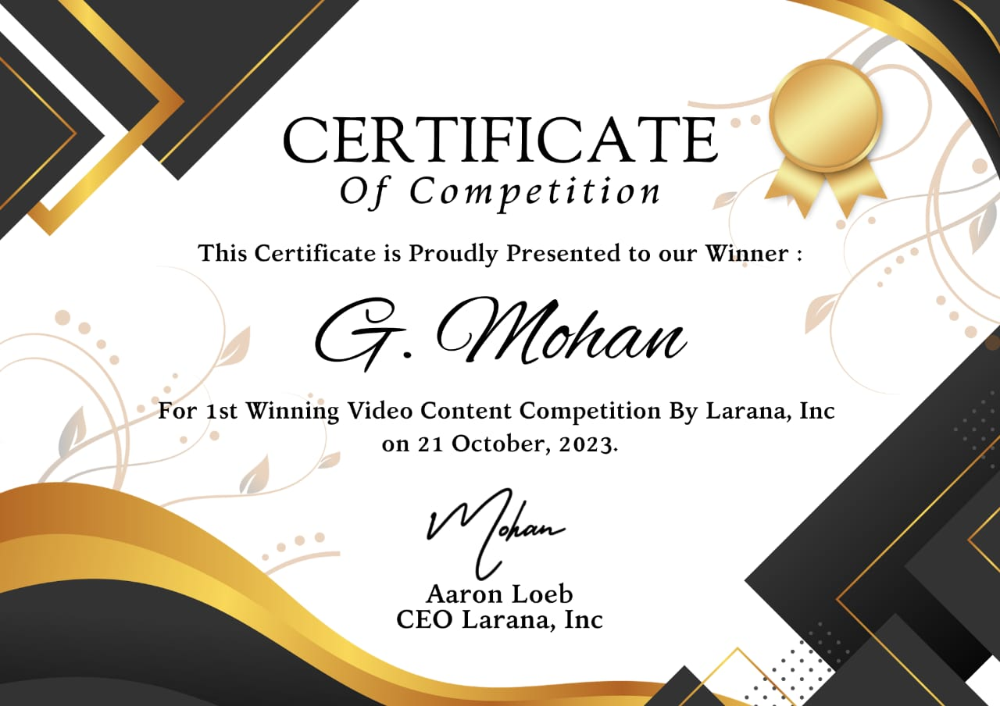 CERTIFICATE
Of Competition
This Certificate is Proudly Presented to our Winner :
G. Mohan
For 1st Winning Video Content Competition By Larana, Inc
on 21 October, 2023.
Mohan
Aaron Loeb
CEO Larana, Inc